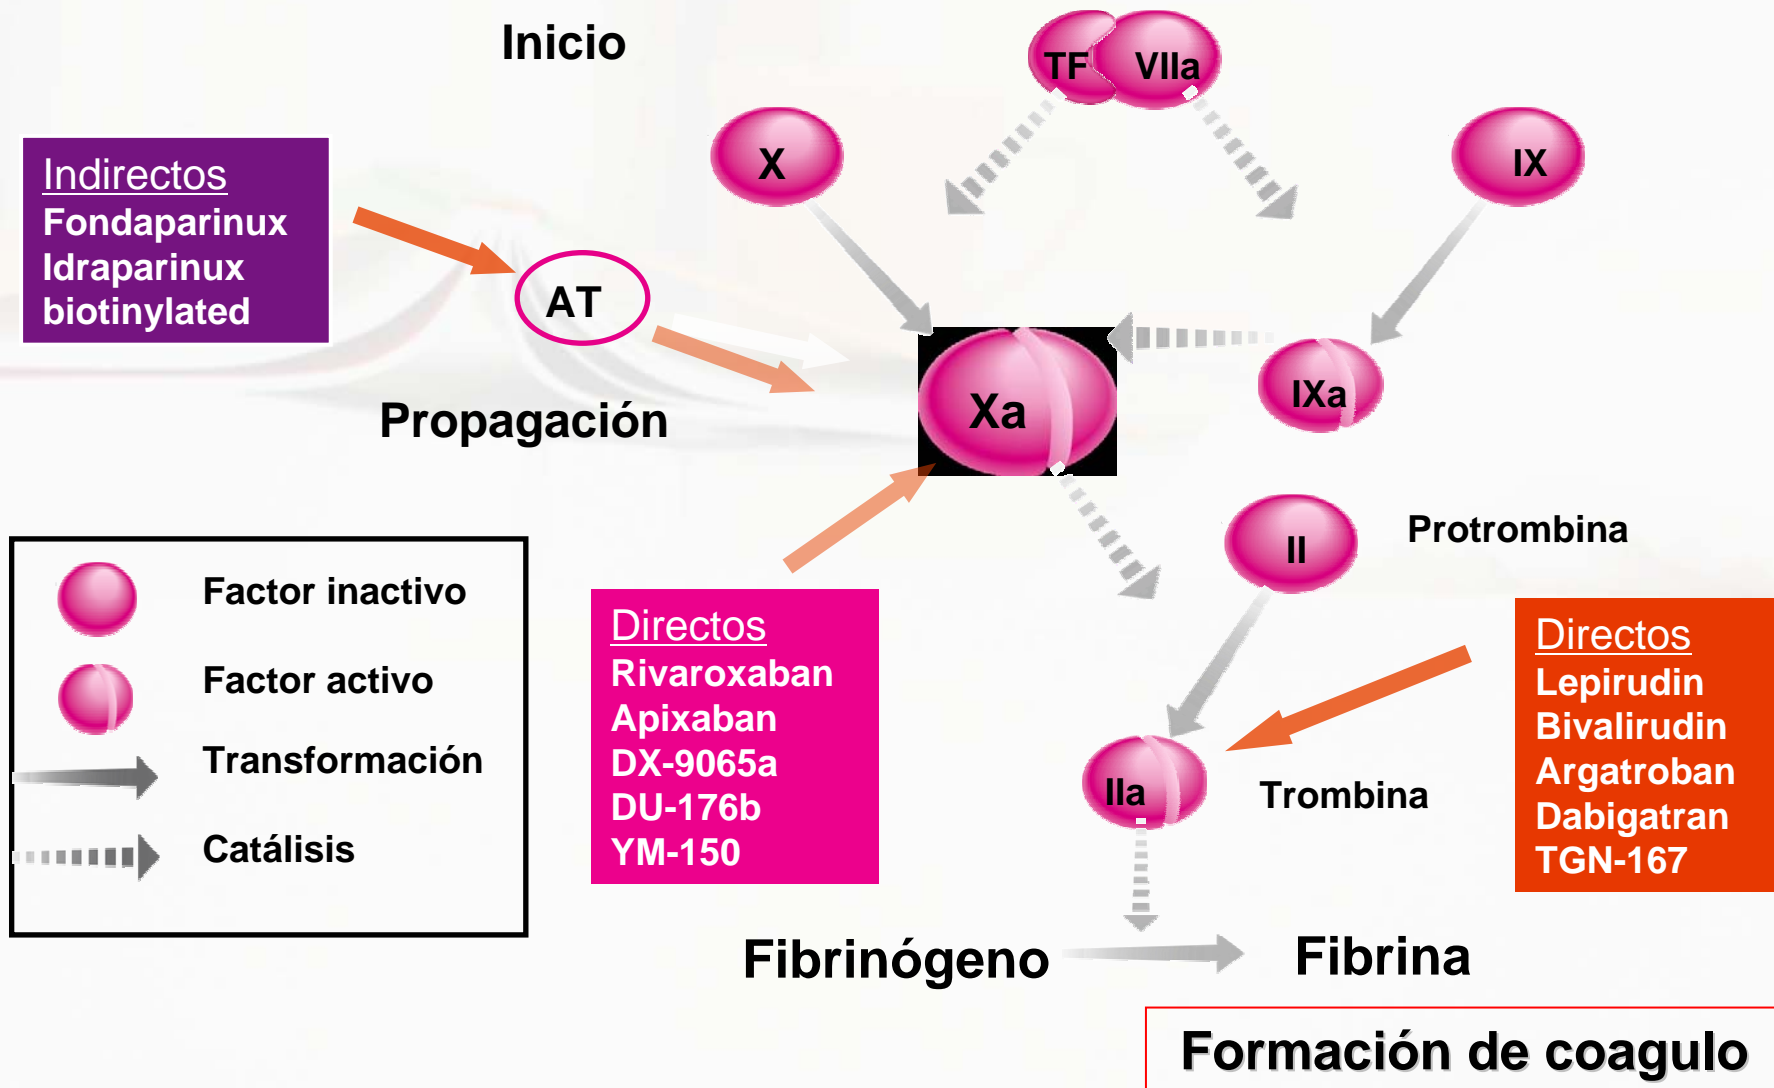 Inicio
TF
VIIa
X
IX
Indirectos
Fondaparinux
Idraparinux
biotinylated
AT
Xa
IXa
Propagación
II
Protrombina
Factor inactivo
Factor activo
Transformación
Catálisis
Directos
Rivaroxaban
Apixaban
DX-9065a
DU-176b
YM-150
Directos
Lepirudin
Bivalirudin
Argatroban
Dabigatran
TGN-167
IIa
Trombina
Fibrinógeno
Fibrina
Formación de coagulo